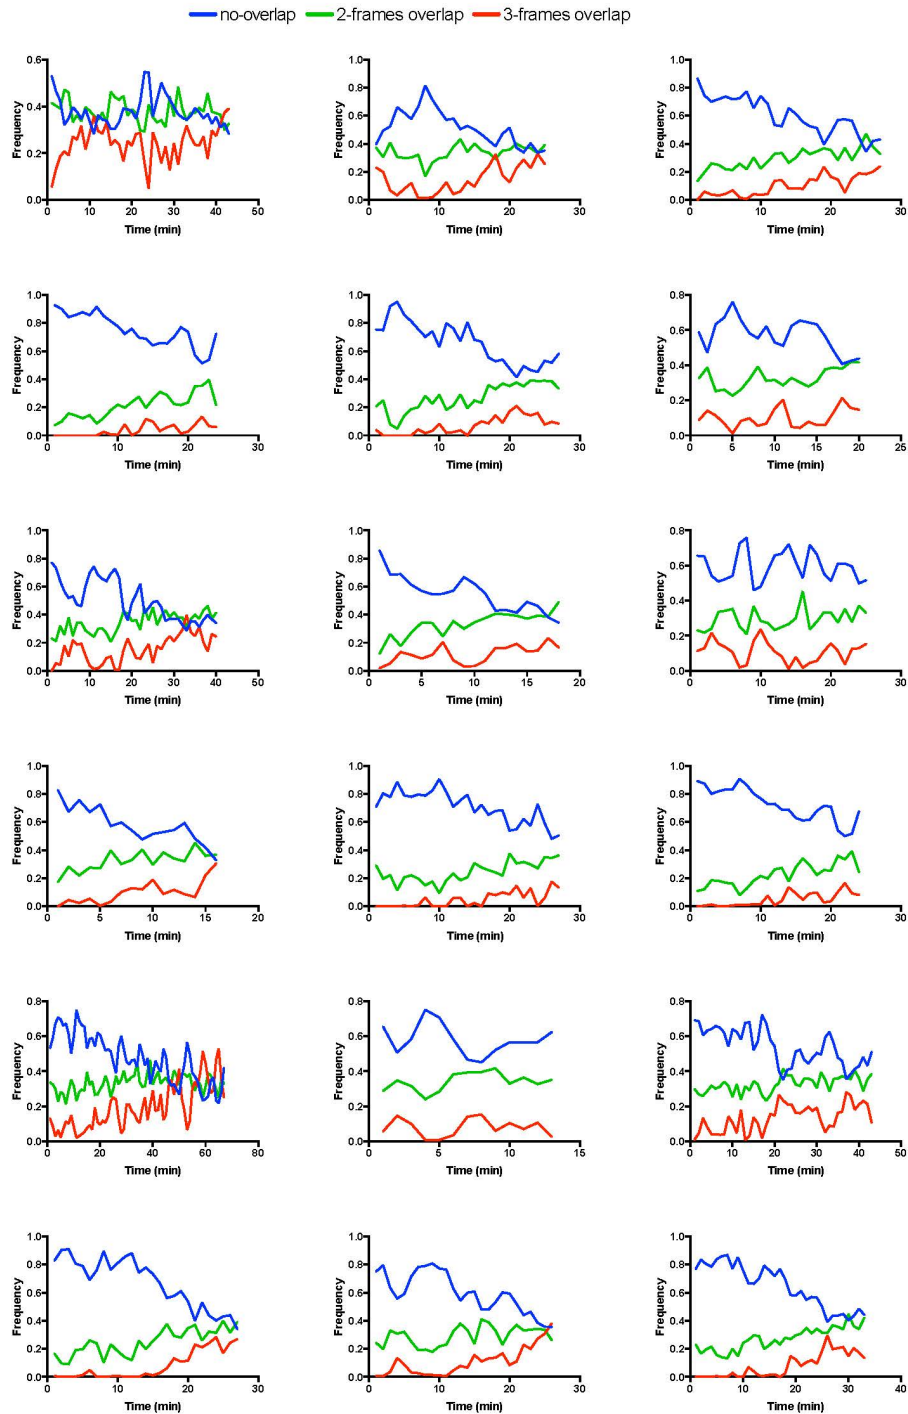 no-overlap 2-frames overlap 3-frames overlap
0.6 1.0 1.0
0.8 0.8
0.4 0.6 0.6
Frequency Frequency Frequency
0.2 0.4 0.4
0.2 0.2
0.0 0.0 0.0
0 10 20 30 40 50 0 10 20 30 0 10 20 30
Time (min) Time (min) Time (min)
1.0 1.0 0.8
0.8 0.8 0.6
0.6 0.6
Frequency Frequency Frequency
0.4 0.4 0.4
0.2 0.2 0.2
0.0 0.0 0.0
0 10 20 30 0 10 20 30 0 5 10 15 20 25
Time (min) Time (min) Time (min)
1.0 1.0 0.8
0.8 0.8 0.6
0.6 0.6
Frequency Frequency Frequency
0.4 0.4 0.4
0.2 0.2 0.2
0.0 0.0 0.0
0 10 20 30 40 50 0 5 10 15 20 0 10 20 30
Time (min) Time (min) Time (min)
1.0 1.0 1.0
0.8 0.8 0.8
0.6 0.6 0.6
Frequency Frequency Frequency
0.4 0.4 0.4
0.2 0.2 0.2
0.0 0.0 0.0
0 5 10 15 20 0 10 20 30 0 10 20 30
Time (min) Time (min) Time (min)
0.8 0.8 0.8
0.6 0.6 0.6
Frequency Frequency Frequency
0.4 0.4 0.4
0.2 0.2 0.2
0.0 0.0 0.0
0 20 40 60 80 0 5 10 15 0 10 20 30 40 50
Time (min) Time (min) Time (min)
1.0 1.0 1.0
0.8 0.8 0.8
0.6 0.6 0.6
Frequency Frequency Frequency
0.4 0.4 0.4
0.2 0.2 0.2
0.0 0.0 0.0
0 10 20 30 0 10 20 30 0 10 20 30 40
Time (min) Time (min) Time (min)